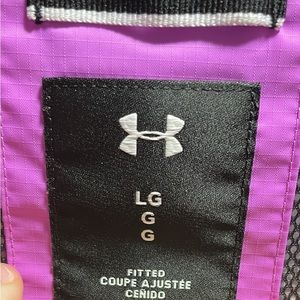 LG
G
G
FITTED
COUPE AJUSTÉE
CEÑIDO